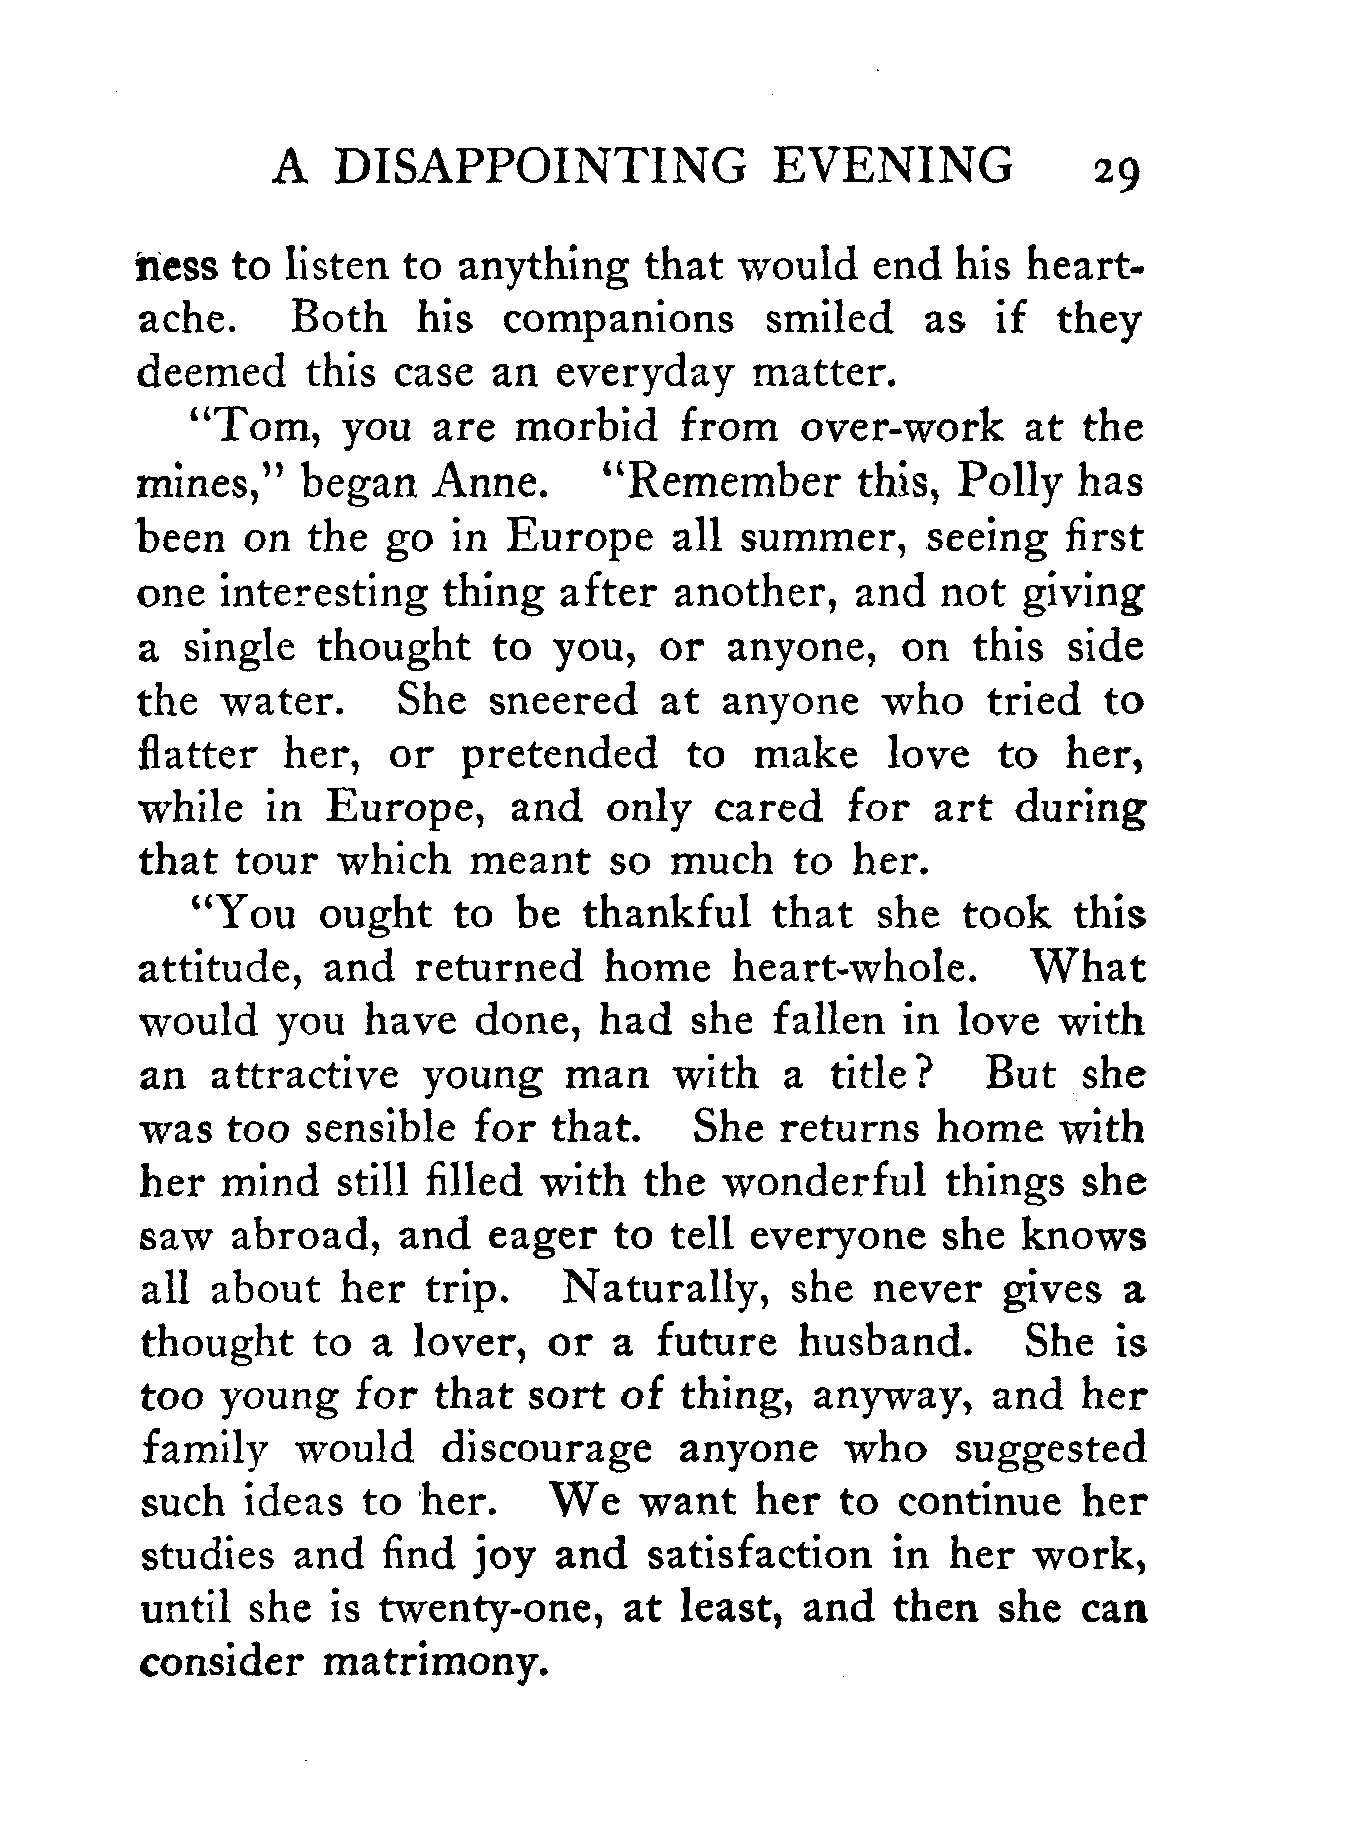 A DISAPPOINTING EVENING 29
ness to listen to anything that would end his heart-
ache. Both his companions smiled as if they
deemed this case an everyday matter.
"Tom, you are morbid from over-work at the
mines," began Anne. "Remember this, Polly has
been on the go in Europe all summer, seeing first
one interesting thing after another, and not giving
a single thought to you, or anyone, on this side
the water. She sneered at anyone who tried to
flatter her, or pretended to make love to her,
while in Europe, and only cared for art during
that tour which meant so much to her.
"You ought to be thankful that she took this
attitude, and returned home heart-whole. What
would you have done, had she fallen in love with
an attractive young man with a title? But she
was too sensible for that. She returns home with
her mind still filled with the wonderful things she
saw abroad, and eager to tell everyone she knows
all about her trip. Naturally, she never gives a
thought to a lover, or a future husband. She is
too young for that sort of thing, anyway, and her
family would discourage anyone who suggested
such ideas to her. We want her to continue her
studies and find joy and satisfaction in her work,
until she is twenty-one, at least, and then she can
consider matrimony.